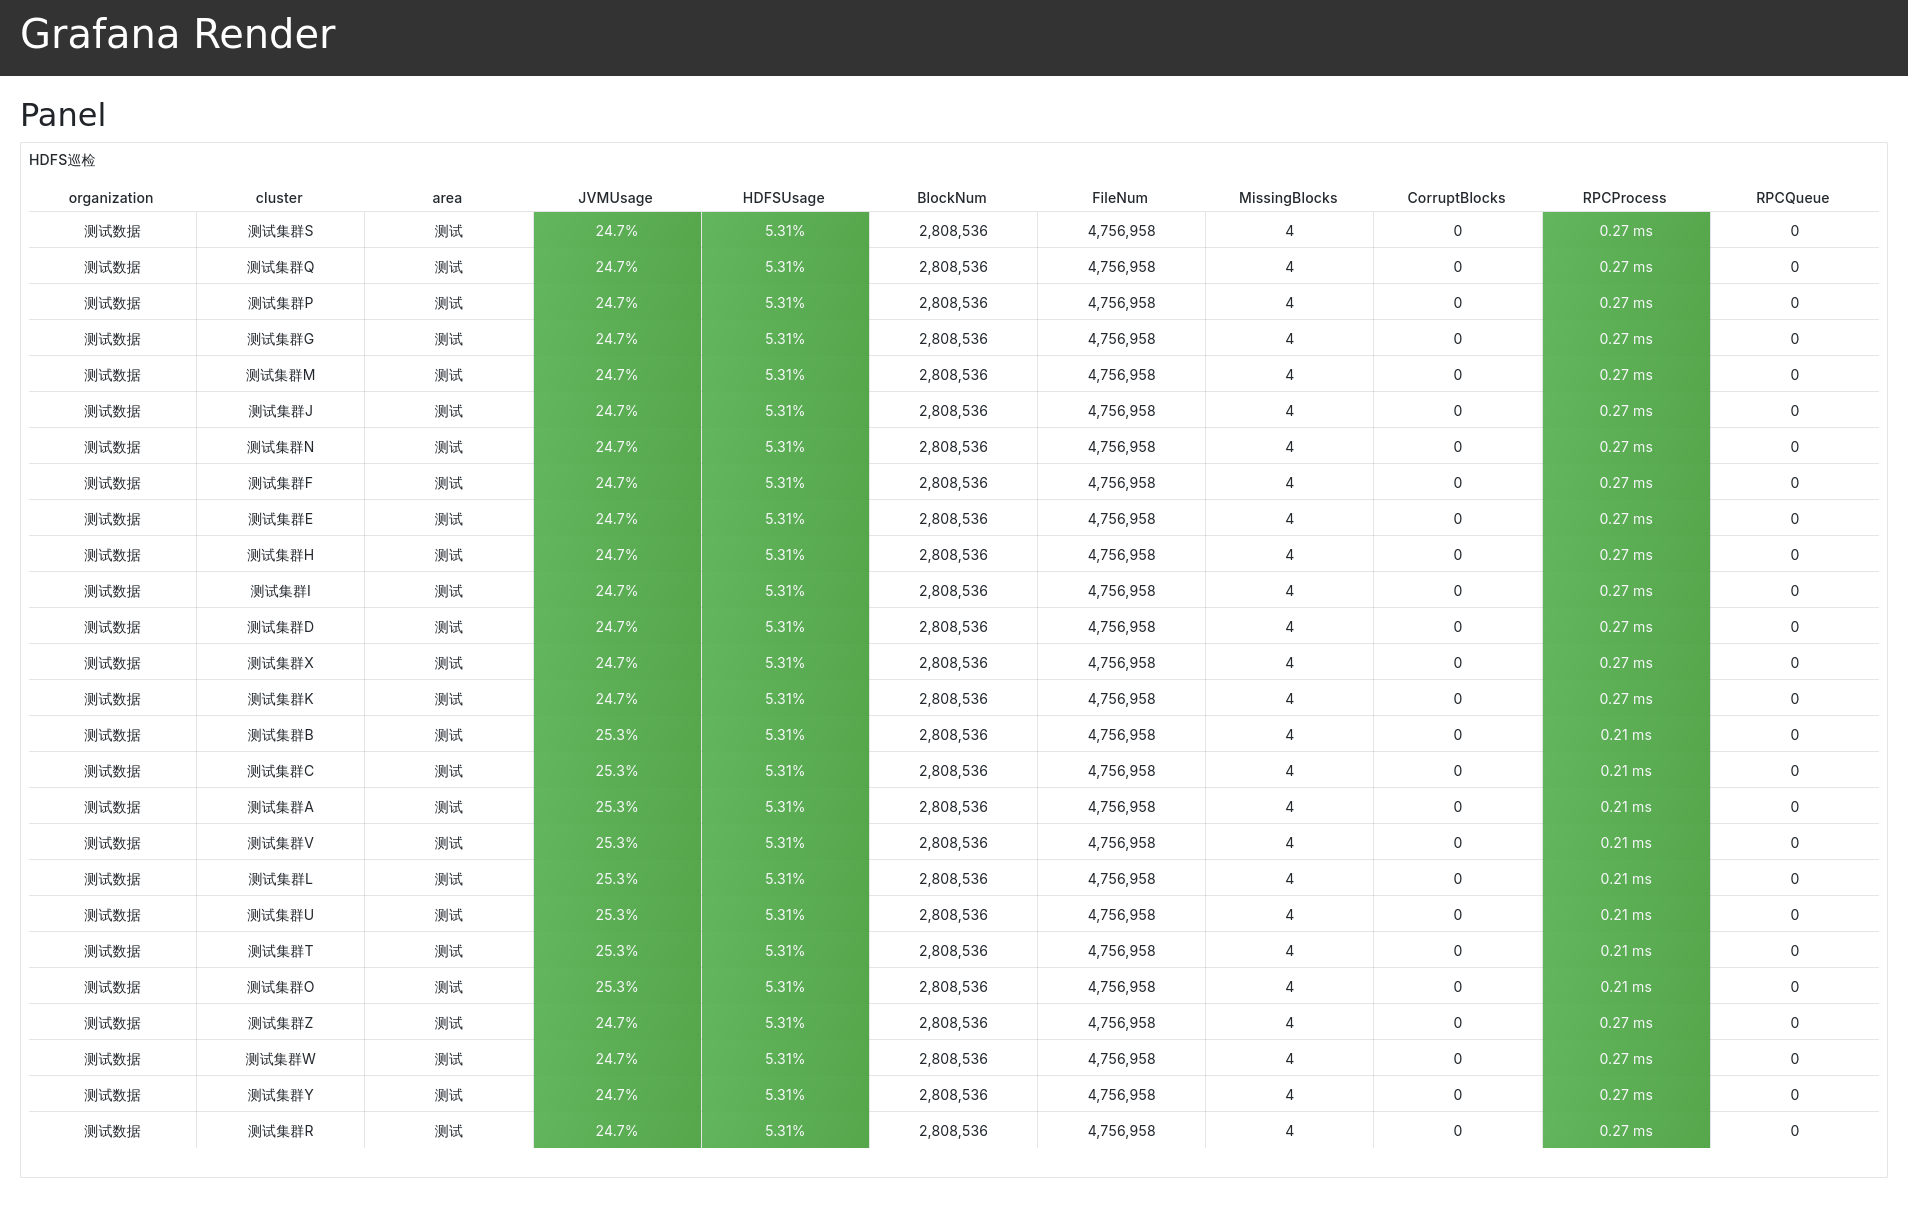 Grafana Render
Panel
HDFS巡检
organization cluster area JVMUsage HDFSUsage BlockNum FileNum MissingBlocks CorruptBlocks RPCProcess RPCQueue
测试数据 测试集群S 测试 24.7% 5.31% 2,808,536 4,756,958 4 0 0.27 ms 0
测试数据 测试集群Q 测试 24.7% 5.31% 2,808,536 4,756,958 4 0 0.27 ms 0
测试数据 测试集群P 测试 24.7% 5.31% 2,808,536 4,756,958 4 0 0.27 ms 0
测试数据 测试集群G 测试 24.7% 5.31% 2,808,536 4,756,958 4 0 0.27 ms 0
测试数据 测试集群M 测试 24.7% 5.31% 2,808,536 4,756,958 4 0 0.27 ms 0
测试数据 测试集群J 测试 24.7% 5.31% 2,808,536 4,756,958 4 0 0.27 ms 0
测试数据 测试集群N 测试 24.7% 5.31% 2,808,536 4,756,958 4 0 0.27 ms 0
测试数据 测试集群F 测试 24.7% 5.31% 2,808,536 4,756,958 4 0 0.27 ms 0
测试数据 测试集群E 测试 24.7% 5.31% 2,808,536 4,756,958 4 0 0.27 ms 0
测试数据 测试集群H 测试 24.7% 5.31% 2,808,536 4,756,958 4 0 0.27 ms 0
测试数据 测试集群I 测试 24.7% 5.31% 2,808,536 4,756,958 4 0 0.27 ms 0
测试数据 测试集群D 测试 24.7% 5.31% 2,808,536 4,756,958 4 0 0.27 ms 0
测试数据 测试集群X 测试 24.7% 5.31% 2,808,536 4,756,958 4 0 0.27 ms 0
测试数据 测试集群K 测试 24.7% 5.31% 2,808,536 4,756,958 4 0 0.27 ms 0
测试数据 测试集群B 测试 25.3% 5.31% 2,808,536 4,756,958 4 0 0.21 ms 0
测试数据 测试集群C 测试 25.3% 5.31% 2,808,536 4,756,958 4 0 0.21 ms 0
测试数据 测试集群A 测试 25.3% 5.31% 2,808,536 4,756,958 4 0 0.21 ms 0
测试数据 测试集群V 测试 25.3% 5.31% 2,808,536 4,756,958 4 0 0.21 ms 0
测试数据 测试集群L 测试 25.3% 5.31% 2,808,536 4,756,958 4 0 0.21 ms 0
测试数据 测试集群U 测试 25.3% 5.31% 2,808,536 4,756,958 4 0 0.21 ms 0
测试数据 测试集群T 测试 25.3% 5.31% 2,808,536 4,756,958 4 0 0.21 ms 0
测试数据 测试集群O 测试 25.3% 5.31% 2,808,536 4,756,958 4 0 0.21 ms 0
测试数据 测试集群Z 测试 24.7% 5.31% 2,808,536 4,756,958 4 0 0.27 ms 0
测试数据 测试集群W 测试 24.7% 5.31% 2,808,536 4,756,958 4 0 0.27 ms 0
测试数据 测试集群Y 测试 24.7% 5.31% 2,808,536 4,756,958 4 0 0.27 ms 0
测试数据 测试集群R 测试 24.7% 5.31% 2,808,536 4,756,958 4 0 0.27 ms 0